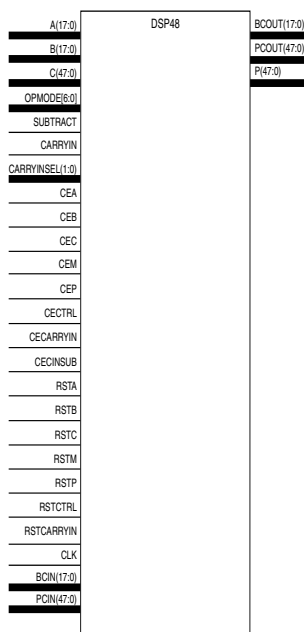 DSP48
A(17:0)
B(17:0)
C(47:0)
OPMODE[6:0]
SUBTRACT
CARRYIN
CARRYINSEL(1:0)
CEA
CEB
CEC
CEM
CEP
CECTRL
CECARRYIN
CECINSUB
RSTA
RSTB
RSTC
RSTM
RSTP
RSTCTRL
RSTCARRYIN
CLK
BCIN(17:0)
PCIN(47:0)
BCOUT(17:0)
PCOUT(47:0)
P(47:0)